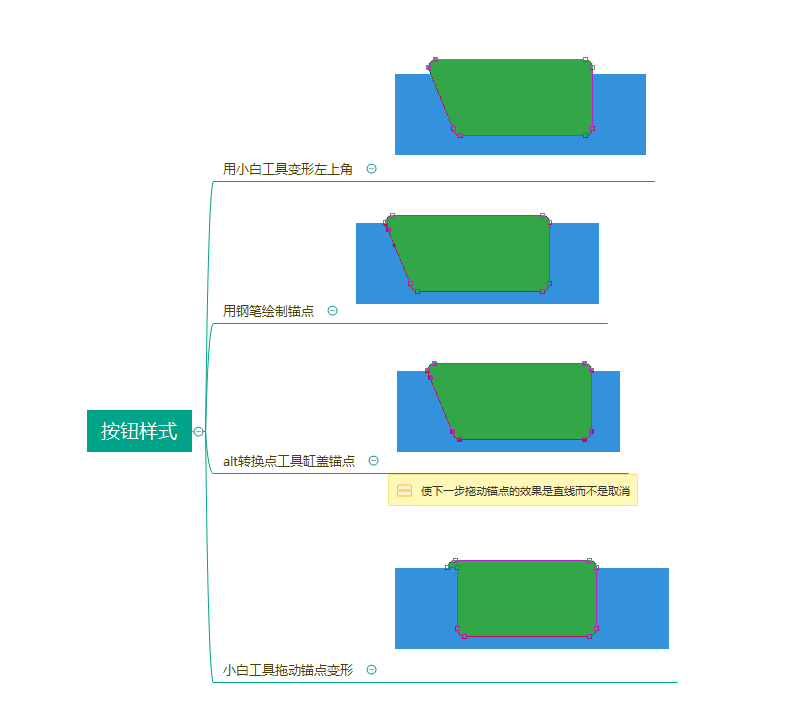 用小白工具变形左上角
用钢笔绘制锚点
按钮样式
alt转换点工具缸盖锚点
使下一步拖动锚点的效果是直线而不是取消
小白工具拖动锚点变形